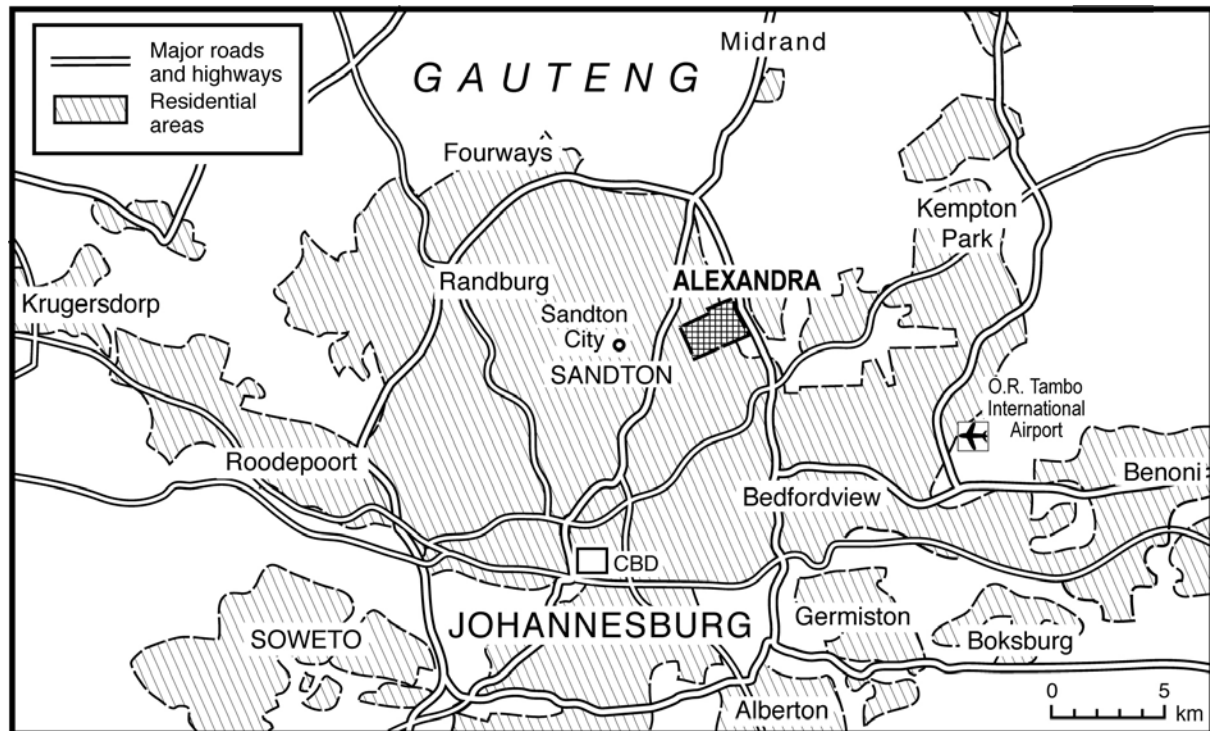 Major roads
and highways
Residential
areas
GAUTENG
Midrand
Fourways
Kempton
Park
Krugersdorp
Randburg
ALEXANDRA
Sandton
City
SANDTON
O.R. Tambo
International
Airport
Roodepoort
Bedfordview
Benoni
CBD
SOWETO
JOHANNESBURG
Germiston
Boksburg
Alberton
0 5
km